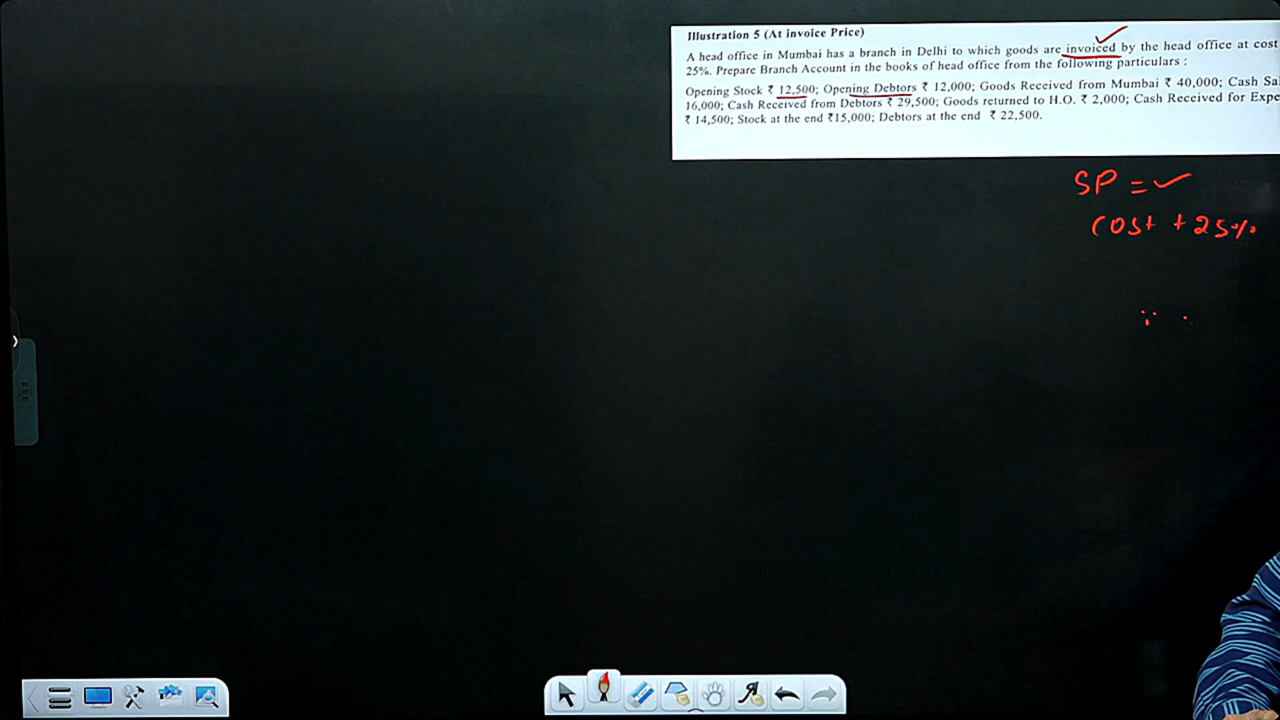 Illustration 5 (At invoice Price)
A head office in Mumbai has a branch in Delhi to which goods are invoiced by the head office at cost
25%. Prepare Branch Account in the books of head office from the following particulars :
Opening Stock ₹ 12,500; Opening Debtors ₹ 12,000; Goods Received from Mumbai ₹ 40,000; Cash
16,000; Cash Received from Debtors ₹ 29,500; Goods returned to H.O. ₹ 2,000; Cash Received for
₹ 14,500; Stock at the end ₹15,000; Debtors at the end ₹ 22,500.
SP =
Cost + 25%